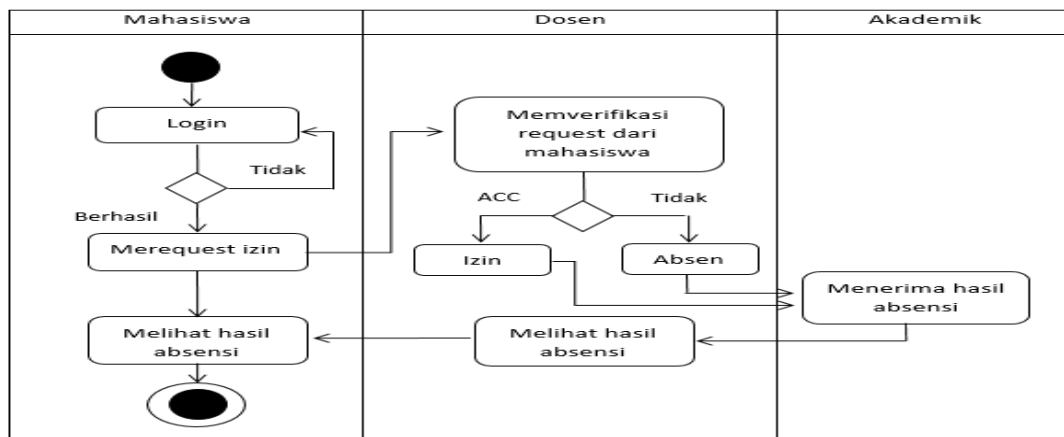 Mahasiswa
Dosen
Akademik
Login
Tidak
Berhasil
Merequest izin
Melihat hasil
absensi
Memverifikasi
request dari
mahasiswa
ACC
Tidak
Izin
Absen
Melihat hasil
absensi
Menerima hasil
absensi